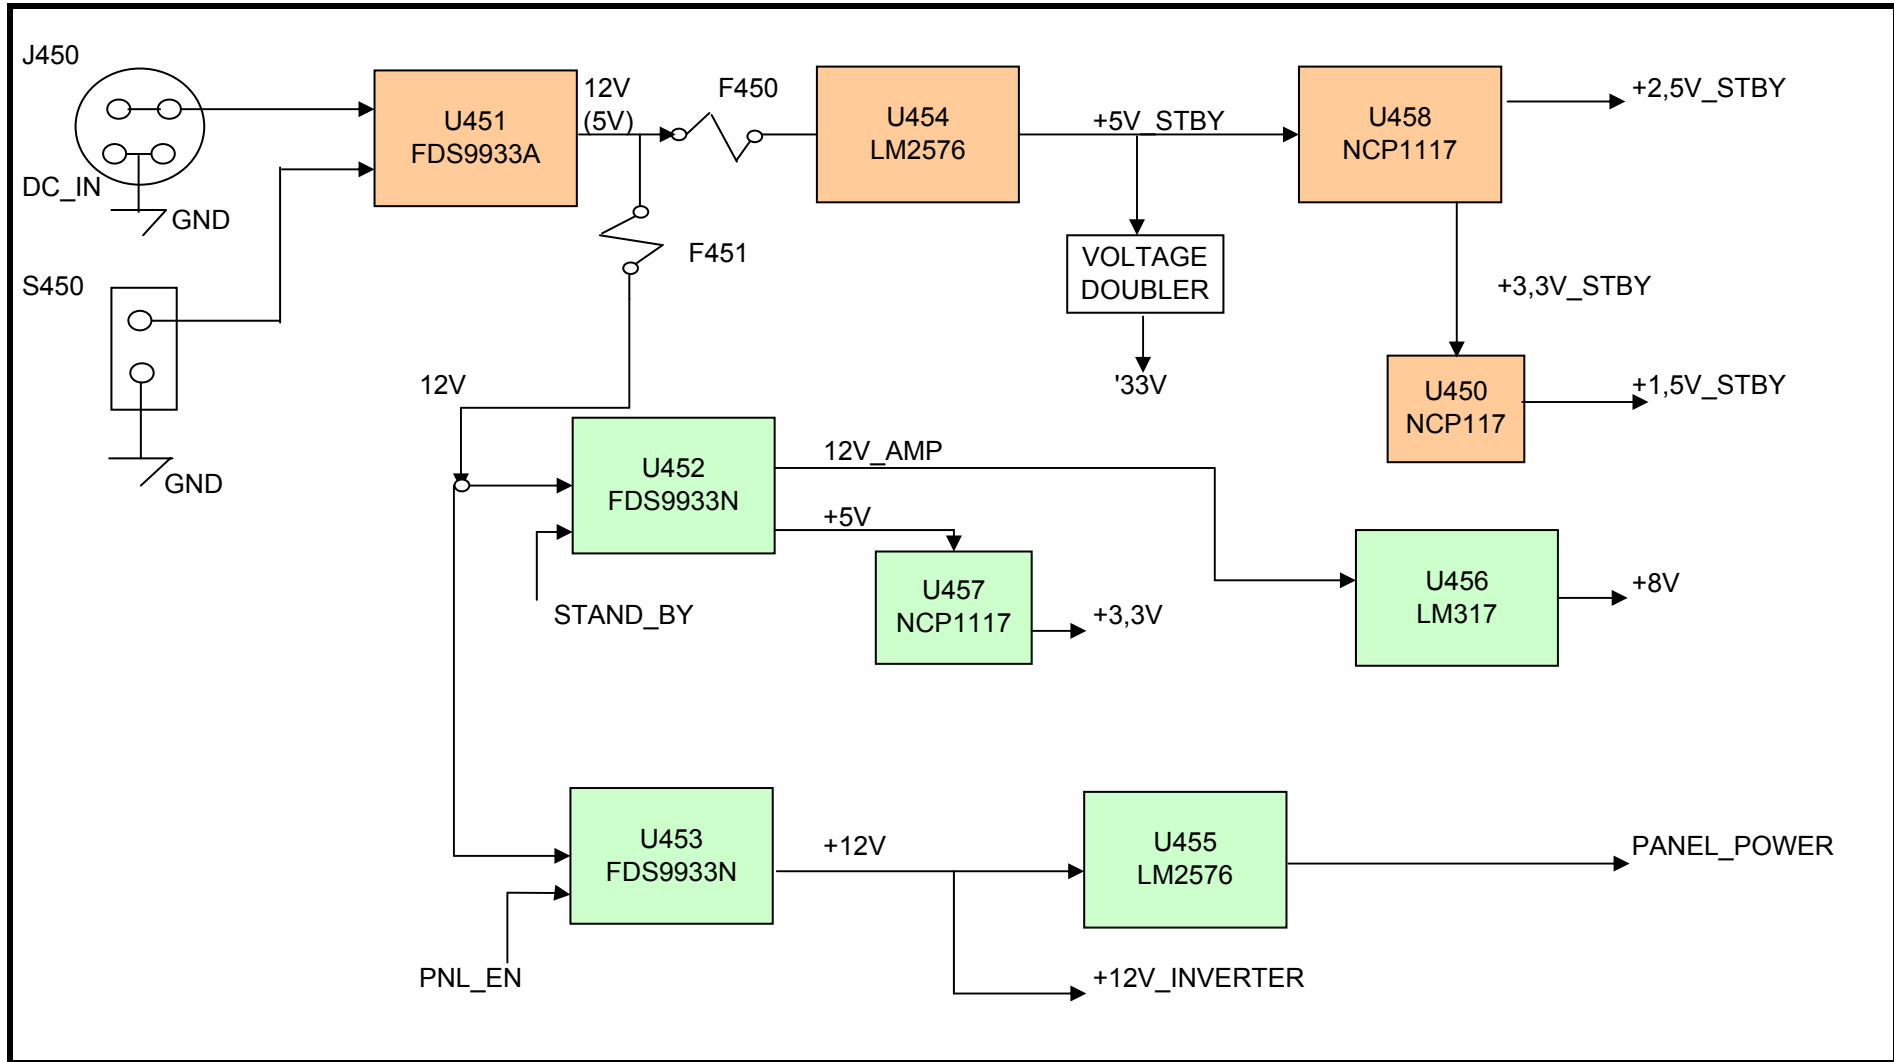 J450
DC_IN
GND
S450
GND
U451
FDS9933A
12V
(5V)
F450
F451
U454
LM2576
+5V_STBY
VOLTAGE
DOUBLER
'33V
U458
NCP1117
+2,5V_STBY
+3,3V_STBY
U450
NCP117
+1,5V_STBY
12V
U452
FDS9933N
STAND_BY
12V_AMP
+5V
U457
NCP1117
+3,3V
U456
LM317
+8V
U453
FDS9933N
PNL_EN
+12V
U455
LM2576
PANEL_POWER
+12V_INVERTER